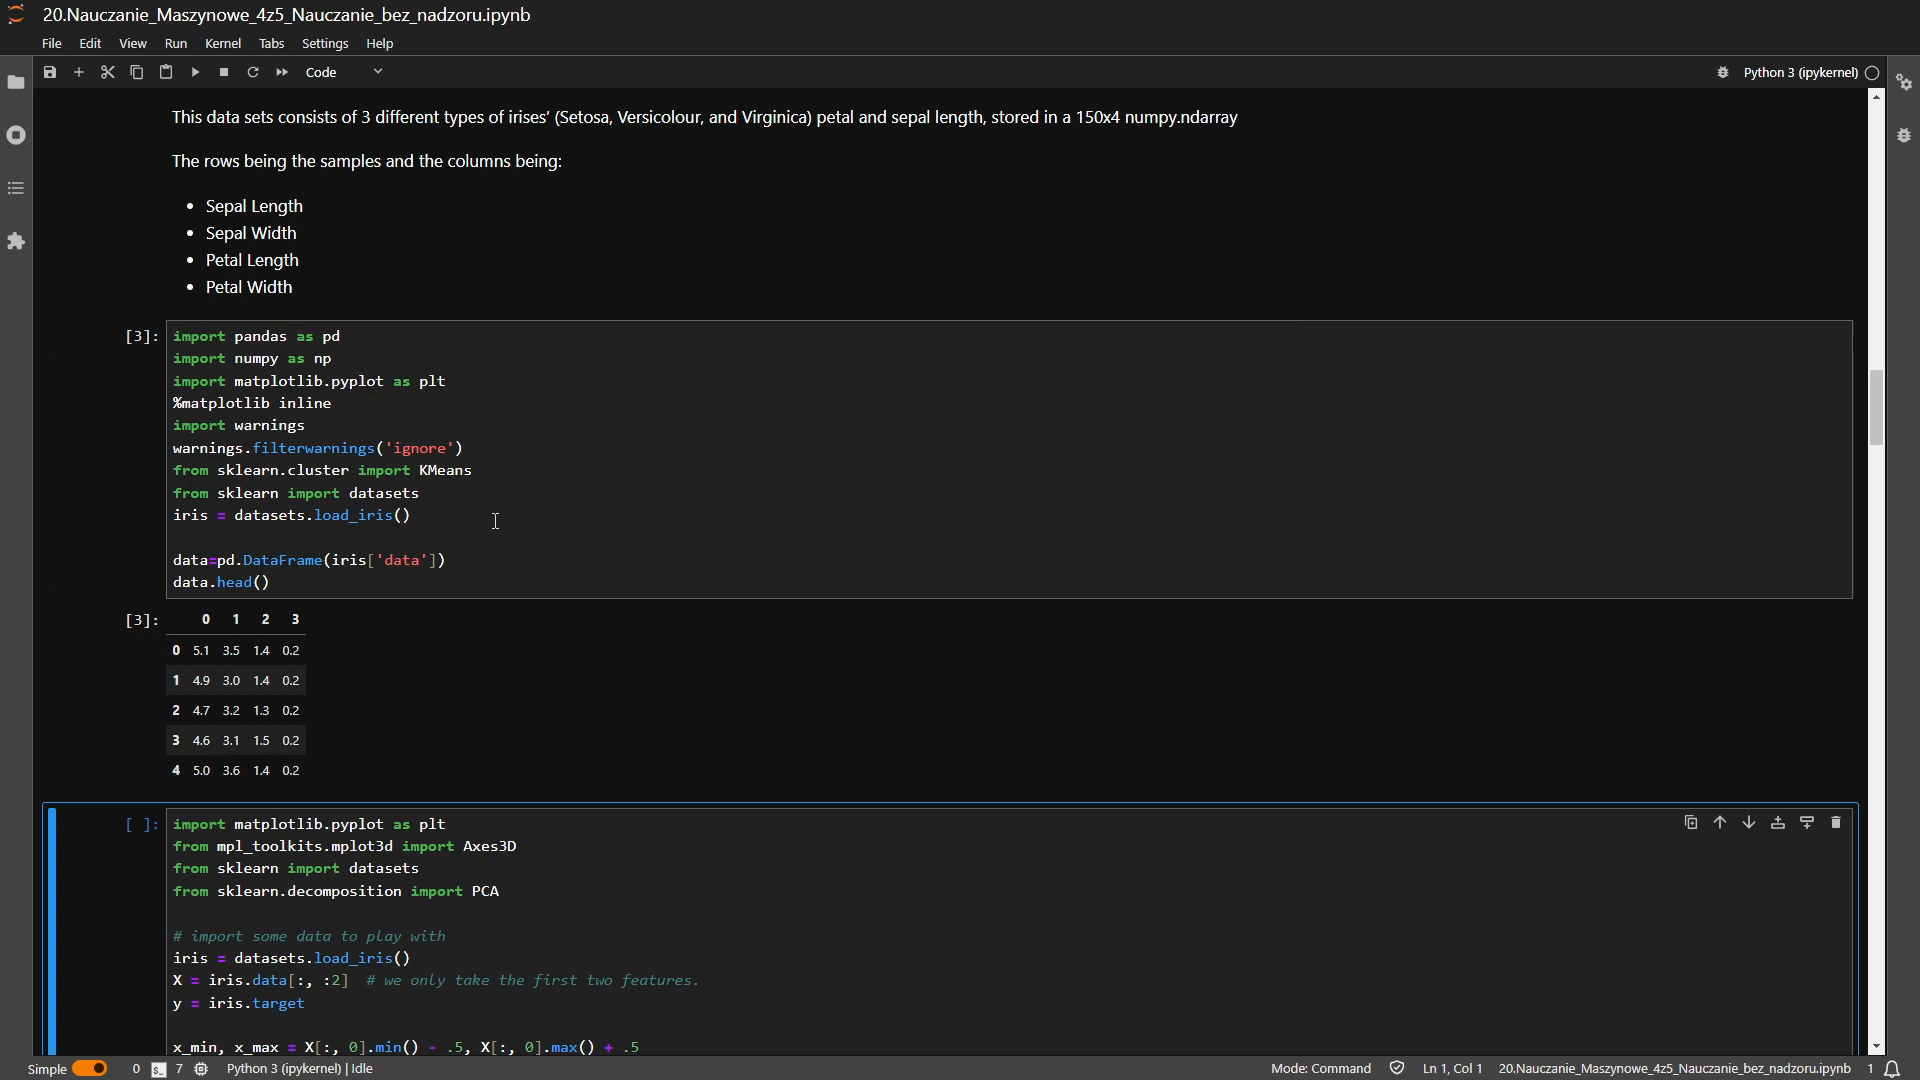 20.Nauczanie_Maszynowe_4z5_Nauczanie_bez_nadzoru.ipynb
File Edit View Run Kernel Tabs Settings Help
Code Python 3 (ipykernel)
This data sets consists of 3 different types of irises’ (Setosa, Versicolour, and Virginica) petal and sepal length, stored in a 150x4 numpy.ndarray
The rows being the samples and the columns being:
• Sepal Length
• Sepal Width
• Petal Length
• Petal Width
[3]: import pandas as pd
import numpy as np
import matplotlib.pyplot as plt
%matplotlib inline
import warnings
warnings.filterwarnings('ignore')
from sklearn.cluster import KMeans
from sklearn import datasets
iris = datasets.load_iris()
data=pd.DataFrame(iris['data'])
data.head()
[3]: 0 1 2 3
0 5.1 3.5 1.4 0.2
1 4.9 3.0 1.4 0.2
2 4.7 3.2 1.3 0.2
3 4.6 3.1 1.5 0.2
4 5.0 3.6 1.4 0.2
[ ]: import matplotlib.pyplot as plt
from mpl_toolkits.mplot3d import Axes3D
from sklearn import datasets
from sklearn.decomposition import PCA
# import some data to play with
iris = datasets.load_iris()
X = iris.data[:, :2] # we only take the first two features.
y = iris.target
x_min, x_max = X[:, 0].min() - .5, X[:, 0].max() + .5
Simple 0 7 Python 3 (ipykernel) | Idle Mode: Command Ln 1, Col 1 20.Nauczanie_Maszynowe_4z5_Nauczanie_bez_nadzoru.ipynb 1